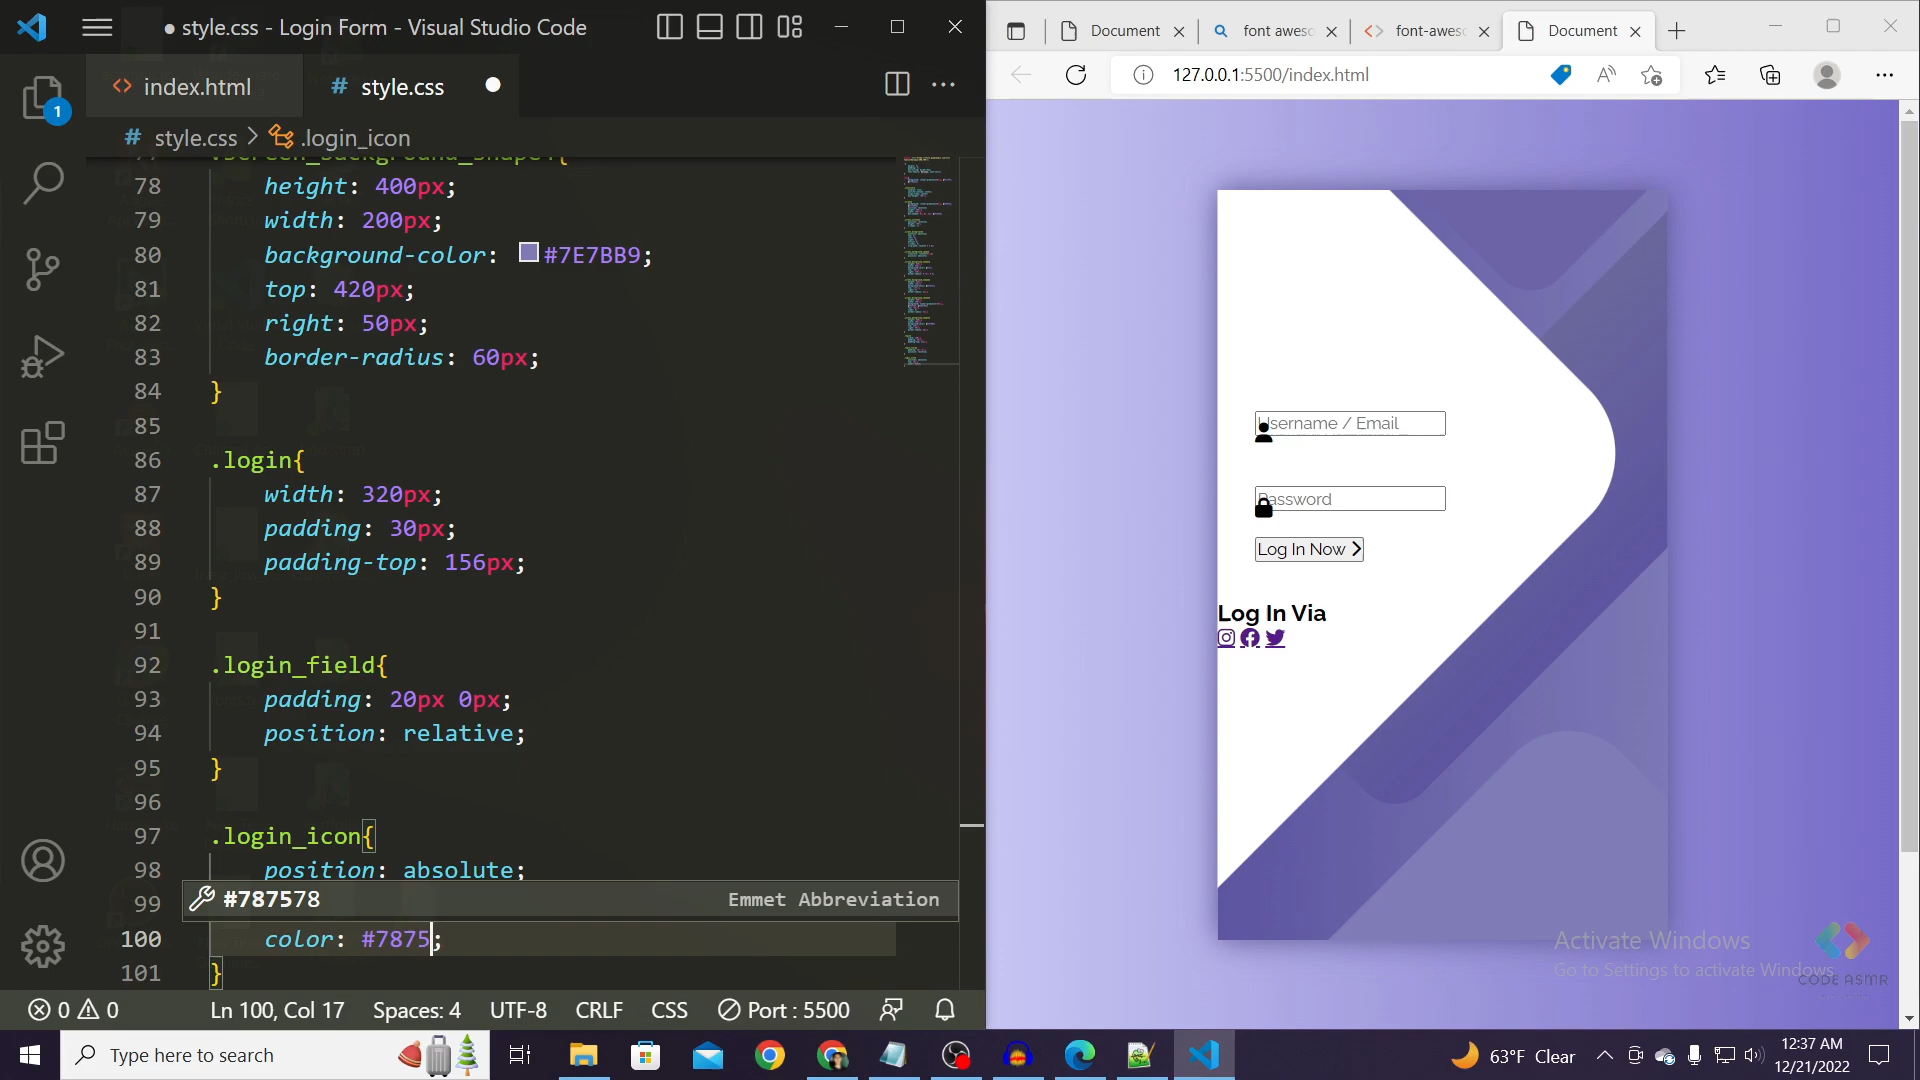 style.css - Login Form - Visual Studio Code
index.html
# style.css
# style.css > .login_icon
78 height: 400px;
79 width: 200px;
80 background-color: #7E7BB9;
81 top: 420px;
82 right: 50px;
83 border-radius: 60px;
84 }
85
86 .login{
87 width: 320px;
88 padding: 30px;
89 padding-top: 156px;
90 }
91
92 .login_field{
93 padding: 20px 0px;
94 position: relative;
95 }
96
97 .login_icon{
98 position: absolute;
99
#787578 Emmet Abbreviation
100 color: #7875;
101 }
1
0 0 Ln 100, Col 17 Spaces: 4 UTF-8 CRLF CSS Port : 5500
Document
font awes
font-awes
Document
127.0.0.1:5500/index.html
Username / Email
Password
Log In Now
Log In Via
Activate Windows
Go to Settings to activate Windows.
CODE ASMR
Type here to search
63°F Clear
12:37 AM
12/21/2022